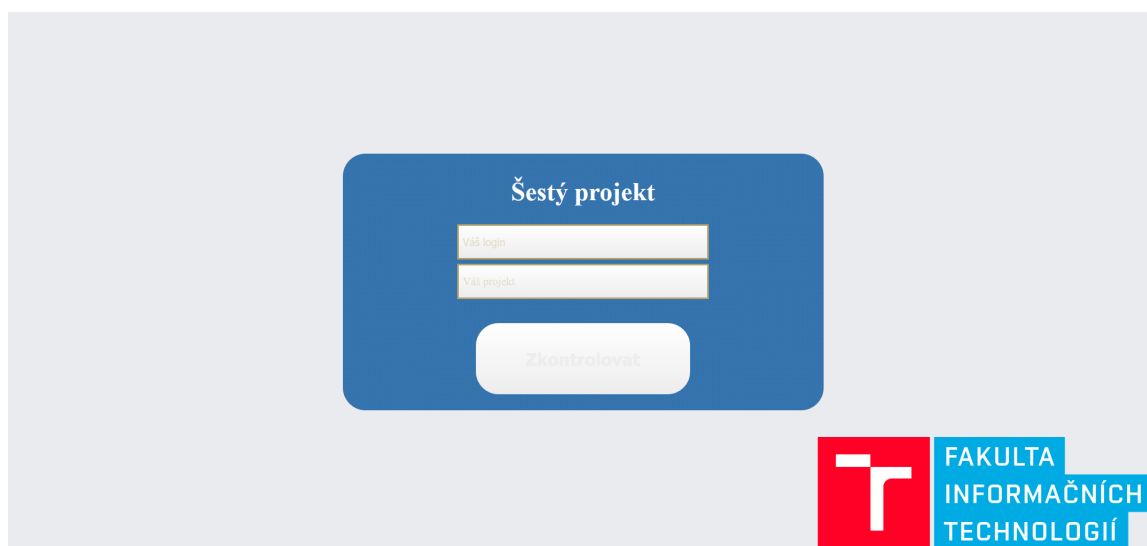 Šestý projekt
Váš login
Váš projekt
Zkontrolovat
FAKULTA
INFORMAČNÍCH
TECHNOLOGIÍ